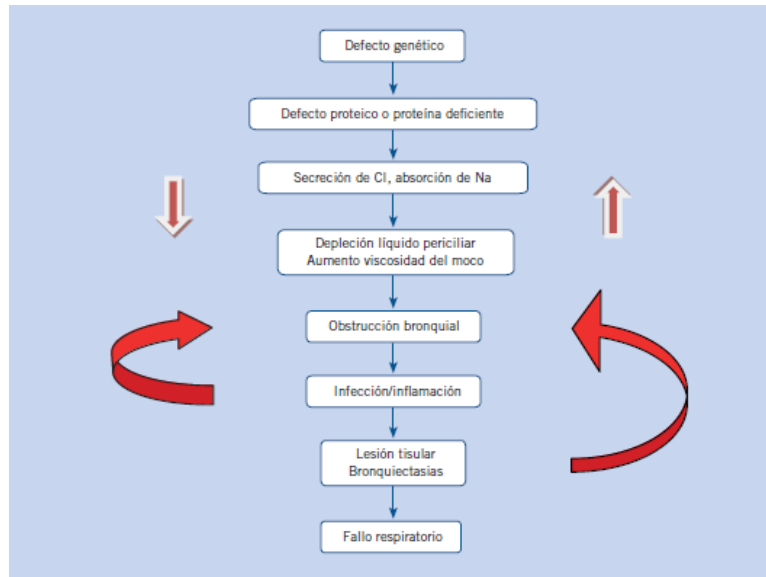 Defecto genético
Defecto proteico o proteína deficiente
Secreción de Cl, absorción de Na
Depleción líquido periciliar
Aumento viscosidad del moco
Obstrucción bronquial
Infección/inflamación
Lesión tisular
Bronquiectasias
Fallo respiratorio